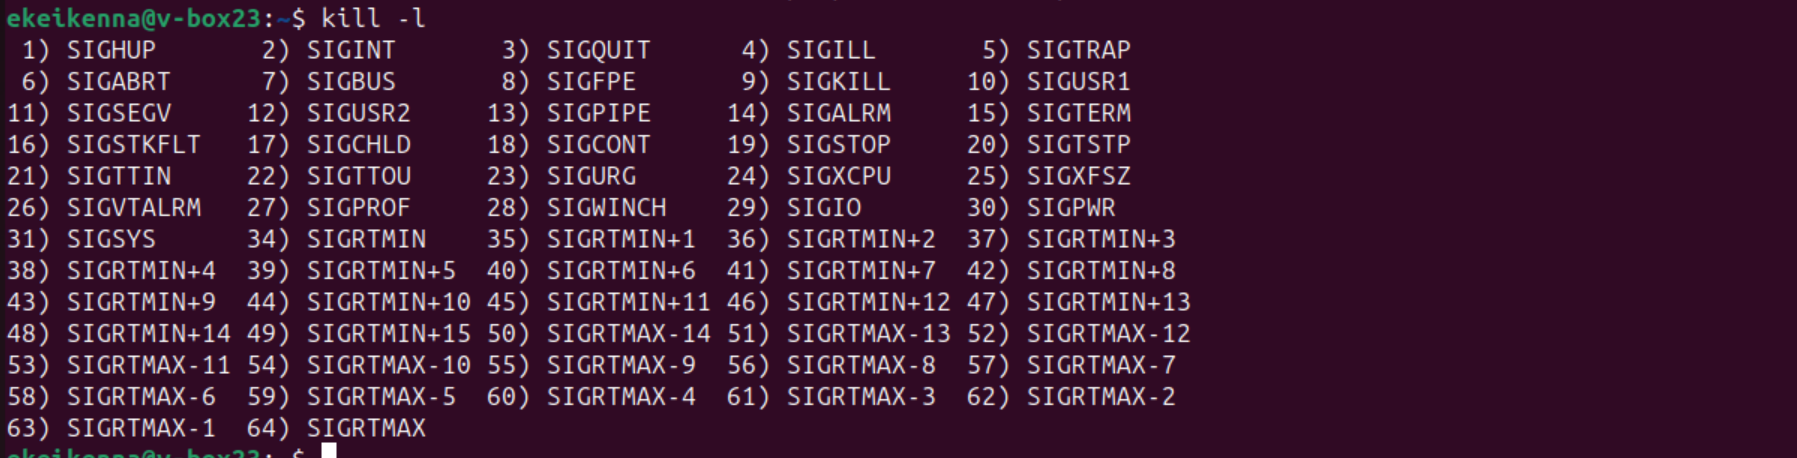 ekeikenna@v-box23:~$ kill -l
 1) SIGHUP       2) SIGINT       3) SIGQUIT      4) SIGILL       5) SIGTRAP
 6) SIGABRT      7) SIGBUS       8) SIGFPE       9) SIGKILL     10) SIGUSR1
11) SIGSEGV     12) SIGUSR2     13) SIGPIPE     14) SIGALRM     15) SIGTERM
16) SIGSTKFLT   17) SIGCHLD     18) SIGCONT     19) SIGSTOP     20) SIGTSTP
21) SIGTTIN     22) SIGTTOU     23) SIGURG      24) SIGXCPU     25) SIGXFSZ
26) SIGVTALRM   27) SIGPROF     28) SIGWINCH    29) SIGIO       30) SIGPWR
31) SIGSYS      34) SIGRTMIN    35) SIGRTMIN+1  36) SIGRTMIN+2  37) SIGRTMIN+3
38) SIGRTMIN+4  39) SIGRTMIN+5  40) SIGRTMIN+6  41) SIGRTMIN+7  42) SIGRTMIN+8
43) SIGRTMIN+9  44) SIGRTMIN+10 45) SIGRTMIN+11 46) SIGRTMIN+12 47) SIGRTMIN+13
48) SIGRTMIN+14 49) SIGRTMIN+15 50) SIGRTMAX-14 51) SIGRTMAX-13 52) SIGRTMAX-12
53) SIGRTMAX-11 54) SIGRTMAX-10 55) SIGRTMAX-9  56) SIGRTMAX-8  57) SIGRTMAX-7
58) SIGRTMAX-6  59) SIGRTMAX-5  60) SIGRTMAX-4  61) SIGRTMAX-3  62) SIGRTMAX-2
63) SIGRTMAX-1  64) SIGRTMAX
ekeikenna@v-box23:~$